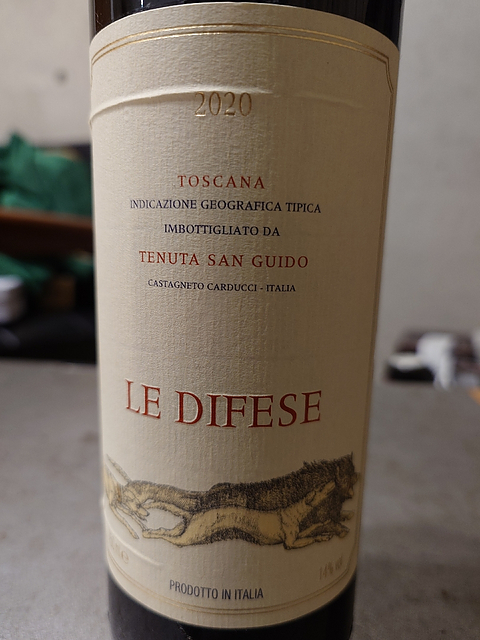 2020
TOSCANA
INDICAZIONE GEOGRAFICA TIPICA
IMBOTTIGLIATO DA
TENUTA SAN GUIDO
CASTAGNETO CARDUCCI - ITALIA
LE DIFESE
PRODOTTO IN ITALIA